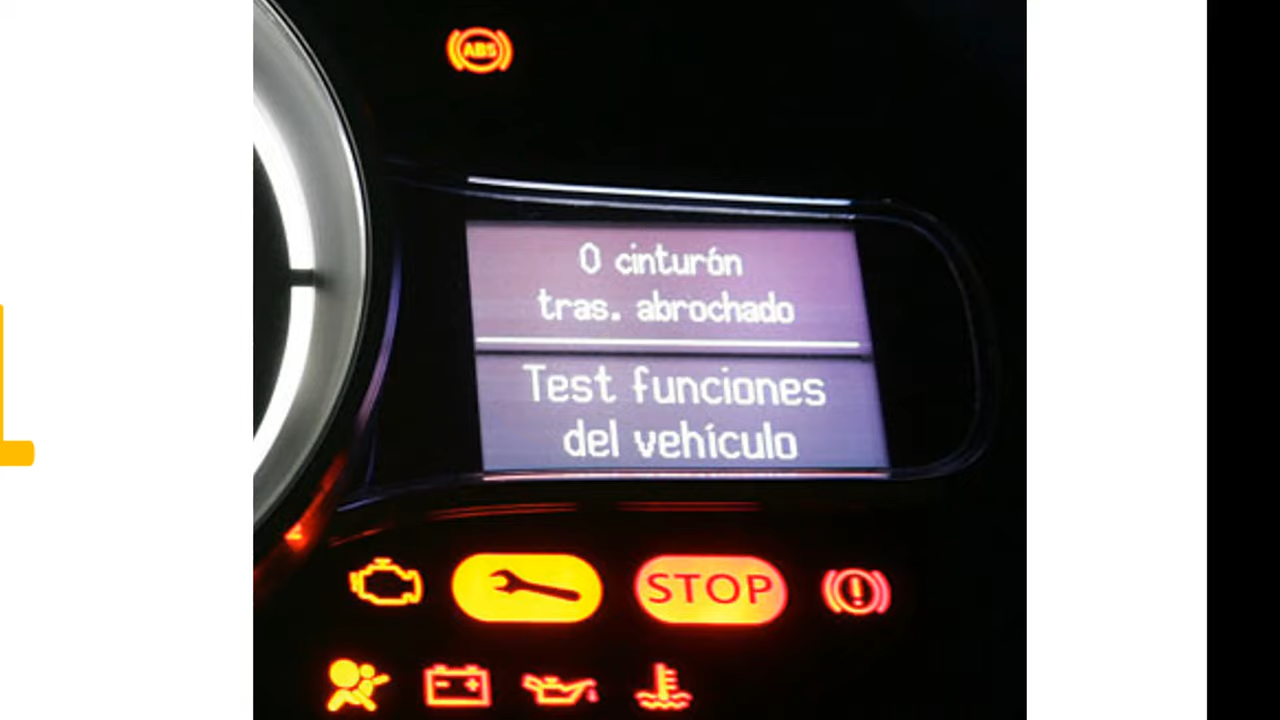 ABS
0 cinturón
tras. abrochado
Test funciones
del vehículo
STOP